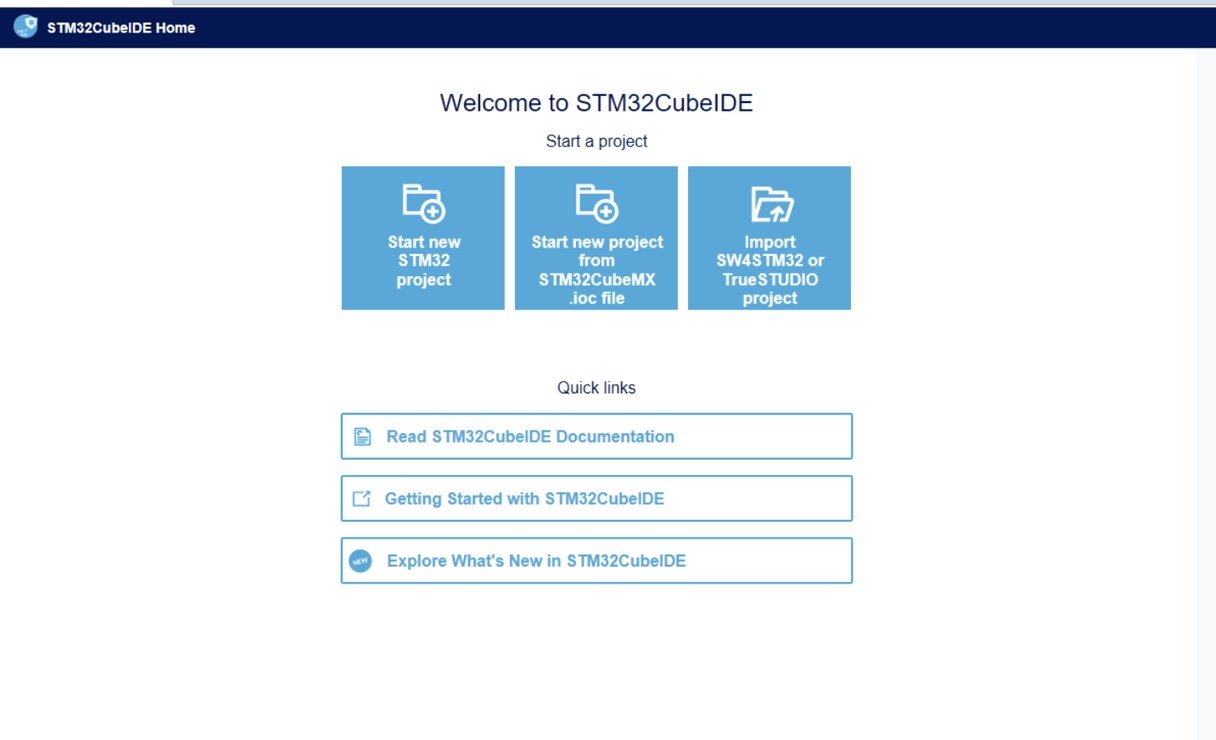 STM32CubeIDE Home
Welcome to STM32CubeIDE
Start a project
Start new
STM32
project
Start new project
from
STM32CubeMX
.ioc file
Import
SW4STM32 or
TrueSTUDIO
project
Quick links
Read STM32CubeIDE Documentation
Getting Started with STM32CubeIDE
NEW
Explore What's New in STM32CubeIDE